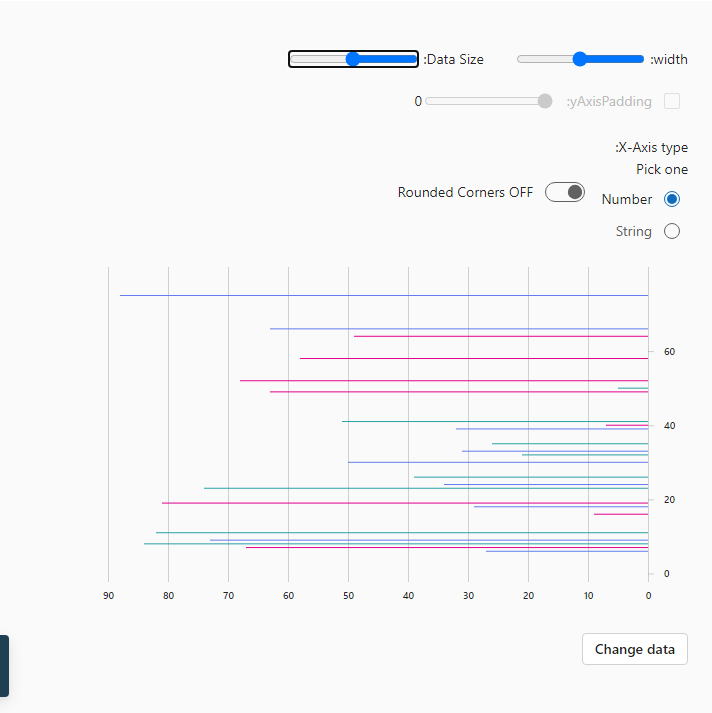 :Data Size :width
0 :yAxisPadding
:X-Axis type
Pick one
Rounded Corners OFF Number
String
60
40
20
0
90 80 70 60 50 40 30 20 10 0
Change data